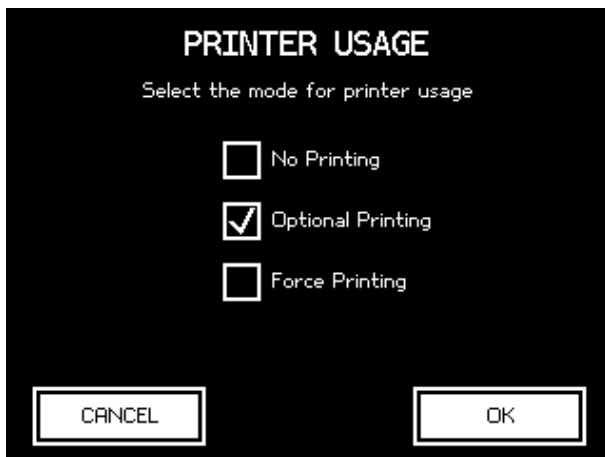 PRINTER USAGE
Select the mode for printer usage
No Printing
Optional Printing
Force Printing
CANCEL
OK